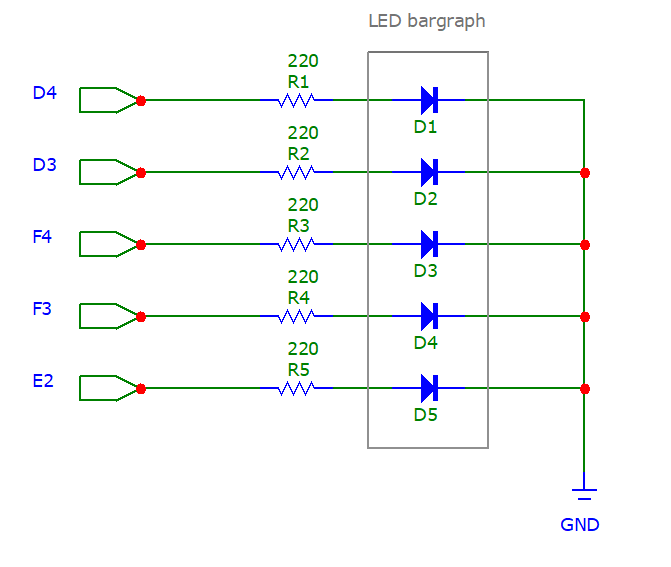 LED bargraph
D4
220
R1
D1
D3
220
R2
D2
F4
220
R3
D3
F3
220
R4
D4
E2
220
R5
D5
GND